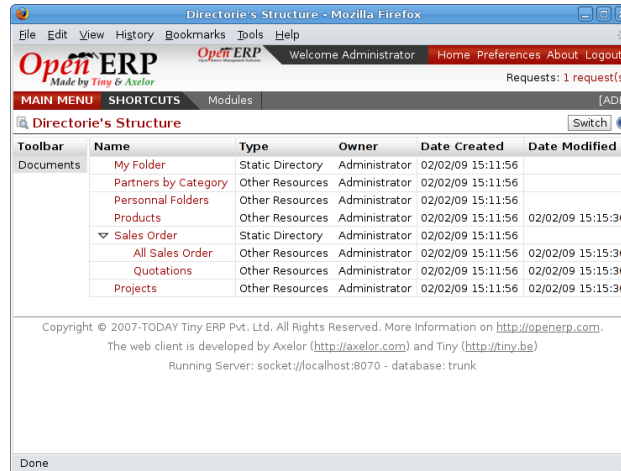 Directorie's Structure - Mozilla Firefox
File Edit View History Bookmarks Tools Help
Open ERP
Made by Tiny & Axelor
Open ERP
Welcome Administrator
Home Preferences About Logout
Requests: 1 request(s
MAIN MENU SHORTCUTS Modules [ADD
Directorie's Structure Switch
Toolbar Name Type Owner Date Created Date Modified
Documents My Folder Static Directory Administrator 02/02/09 15:11:56
Partners by Category Other Resources Administrator 02/02/09 15:11:56
Personnal Folders Other Resources Administrator 02/02/09 15:11:56
Products Other Resources Administrator 02/02/09 15:11:56 02/02/09 15:15:36
Sales Order Static Directory Administrator 02/02/09 15:11:56
All Sales Order Other Resources Administrator 02/02/09 15:11:56 02/02/09 15:15:36
Quotations Other Resources Administrator 02/02/09 15:11:56 02/02/09 15:15:36
Projects Other Resources Administrator 02/02/09 15:11:56 02/02/09 15:15:36
Copyright © 2007-TODAY Tiny ERP Pvt. Ltd. All Rights Reserved. More Information on http://openerp.com.
The web client is developed by Axelor (http://axelor.com) and Tiny (http://tiny.be)
Running Server: socket://localhost:8070 - database: trunk
Done